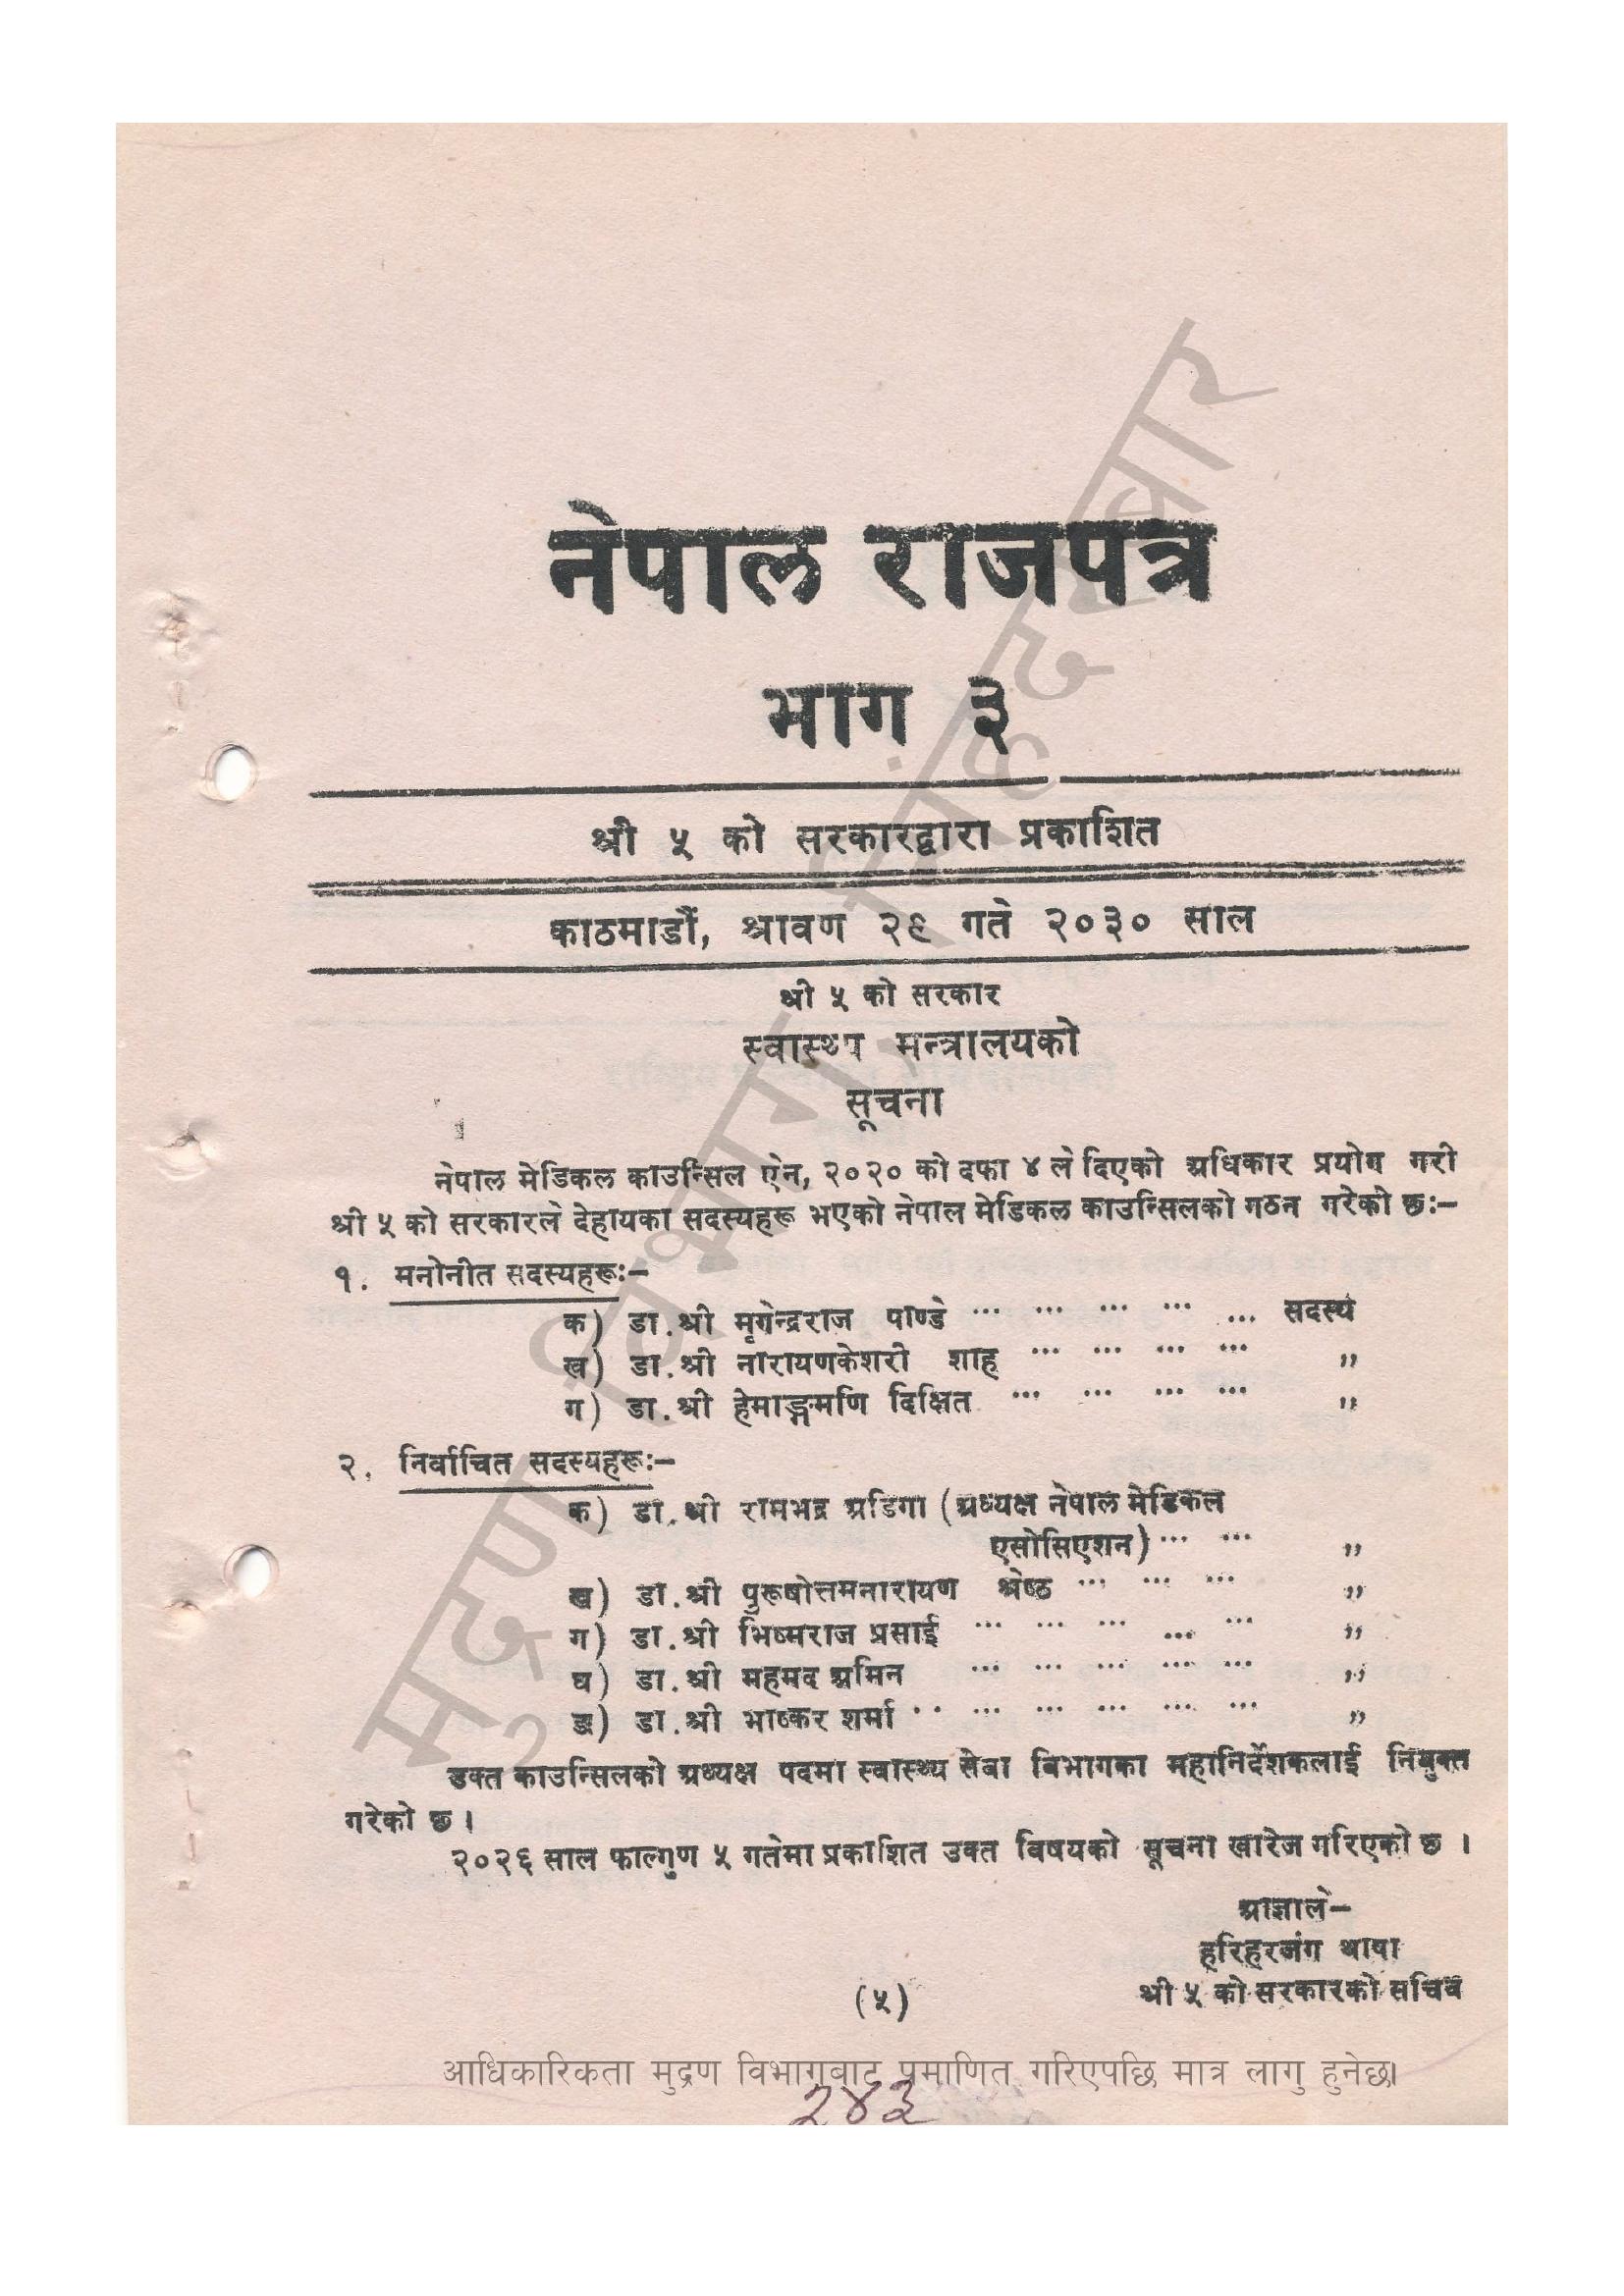 नेपाल राजपत्र
भाग ३
श्री ५ को सरकारद्वारा प्रकाशित
काठमाडौं, श्रावण २९ गते २०३० साल
श्री ५ को सरकार
स्वास्थ्य मन्त्रालयको
सूचना
नेपाल मेडिकल काउन्सिल ऐन, २०२० को दफा ४ ले दिएको अधिकार प्रयोग गरी
श्री ५ को सरकारले देहायका सदस्यहरू भएको नेपाल मेडिकल काउन्सिलको गठन गरेको छः–
१. मनोनीत सदस्यहरूः–
क) डा.श्री मृगेन्द्रराज पाण्डे ... ... ... ... ... सदस्य
ख) डा.श्री नारायणकेशरी शाह ... ... ... ... ,,
ग) डा.श्री हेमाङ्गमणि दिक्षित ... ... ... ... ,,
२. निर्वाचित सदस्यहरूः–
क) डा.श्री रामभद्र अडिगा (अध्यक्ष नेपाल मेडिकल
एसोसिएशन) ... ... ,,
ख) डा.श्री पुरूषोत्तमनारायण श्रेष्ठ ... ... ... ,,
ग) डा.श्री भिष्मराज प्रसाई ... ... ... ... ... ,,
घ) डा.श्री महमद अमिन ... ... ... ... ... ,,
ङ) डा.श्री भाष्कर शर्मा .. ... ... ... ... ... ,,
उक्त काउन्सिलको अध्यक्ष पदमा स्वास्थ्य सेवा विभागका महानिर्देशकलाई नियुक्त
गरेको छ ।
२०२६ साल फाल्गुण ५ गतेमा प्रकाशित उक्त विषयको सूचना खारेज गरिएको छ ।
आज्ञाले–
हरिहरजंग थापा
श्री ५ को सरकारको सचिव
(५)
आधिकारिकता मुद्रण विभागबाट प्रमाणित गरिएपछि मात्र लागु हुनेछ।
२४३
मुद्रण विभाग, सिंहदरवार